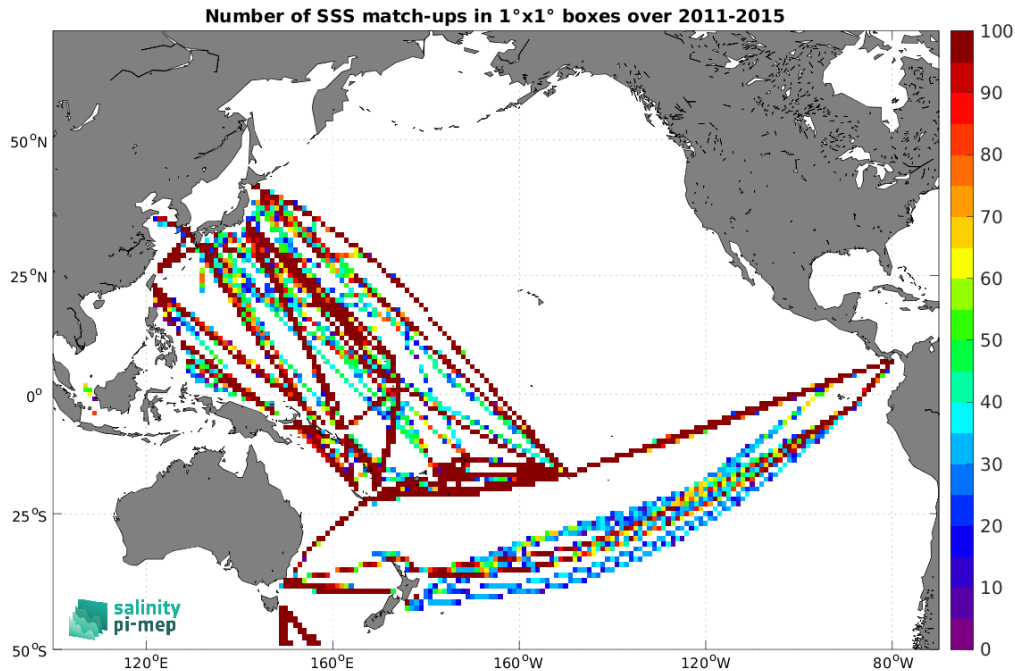 Number of SSS match-ups in 1°x1° boxes over 2011-2015
50°N
25°N
0°
25°S
50°S
120°E
160°E
160°W
120°W
80°W
100
90
80
70
60
50
40
30
20
10
0
salinity
pi-mep